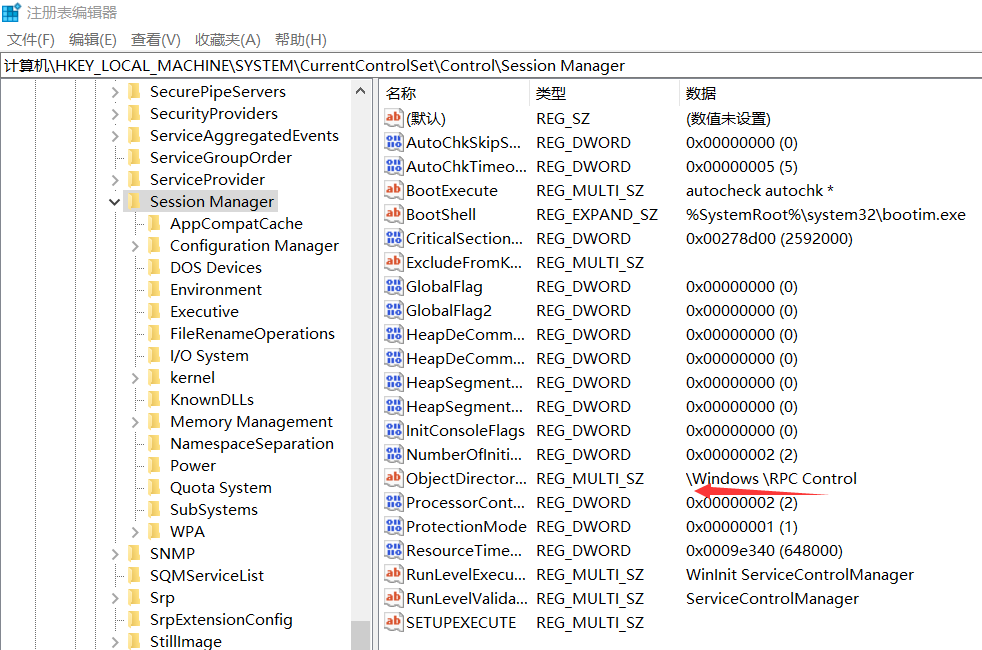 注册表编辑器
文件(F) 编辑(E) 查看(V) 收藏夹(A) 帮助(H)
计算机\HKEY_LOCAL_MACHINE\SYSTEM\CurrentControlSet\Control\Session Manager
SecurePipeServers
SecurityProviders
ServiceAggregatedEvents
ServiceGroupOrder
ServiceProvider
Session Manager
AppCompatCache
Configuration Manager
DOS Devices
Environment
Executive
FileRenameOperations
I/O System
kernel
KnownDLLs
Memory Management
NamespaceSeparation
Power
Quota System
SubSystems
WPA
SNMP
SQMServiceList
Srp
SrpExtensionConfig
StillImage
名称 类型 数据
(默认) REG_SZ (数值未设置)
AutoChkSkipS... REG_DWORD 0x00000000 (0)
AutoChkTimeo... REG_DWORD 0x00000005 (5)
BootExecute REG_MULTI_SZ autocheck autochk *
BootShell REG_EXPAND_SZ %SystemRoot%\system32\bootim.exe
CriticalSection... REG_DWORD 0x00278d00 (2592000)
ExcludeFromK... REG_MULTI_SZ
GlobalFlag REG_DWORD 0x00000000 (0)
GlobalFlag2 REG_DWORD 0x00000000 (0)
HeapDeComm... REG_DWORD 0x00000000 (0)
HeapDeComm... REG_DWORD 0x00000000 (0)
HeapSegment... REG_DWORD 0x00000000 (0)
HeapSegment... REG_DWORD 0x00000000 (0)
InitConsoleFlags REG_DWORD 0x00000000 (0)
NumberOfIniti... REG_DWORD 0x00000002 (2)
ObjectDirector... REG_MULTI_SZ \Windows \RPC Control
ProcessorCont... REG_DWORD 0x00000002 (2)
ProtectionMode REG_DWORD 0x00000001 (1)
ResourceTime... REG_DWORD 0x0009e340 (648000)
RunLevelExecu... REG_MULTI_SZ WinInit ServiceControlManager
RunLevelValida... REG_MULTI_SZ ServiceControlManager
SETUPEXECUTE REG_MULTI_SZ